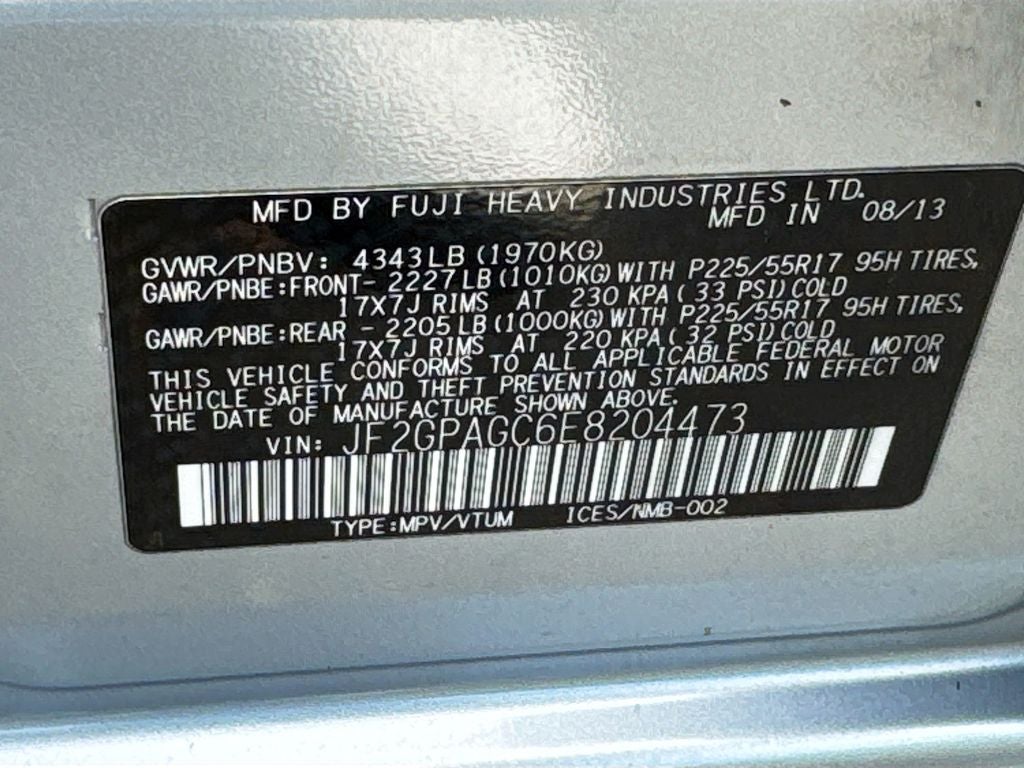 MFD BY FUJI HEAVY INDUSTRIES LTD.
MFD IN 08/13
GVWR/PNBV: 4343LB (1970KG)
GAWR/PNBE:FRONT- 2227LB(1010KG)WITH P225/55R17 95H TIRES,
17X7J RIMS AT 230 KPA( 33 PSI)COLD
GAWR/PNBE:REAR - 2205LB(1000KG)WITH P225/55R17 95H TIRES,
17X7J RIMS AT 220 KPA( 32 PSI)COLD
THIS VEHICLE CONFORMS TO ALL APPLICABLE FEDERAL MOTOR
VEHICLE SAFETY AND THEFT PREVENTION STANDARDS IN EFFECT ON
THE DATE OF MANUFACTURE SHOWN ABOVE.
VIN: JF2GPAGC6E8204473
TYPE:MPV/VTUM ICES/NMB-002